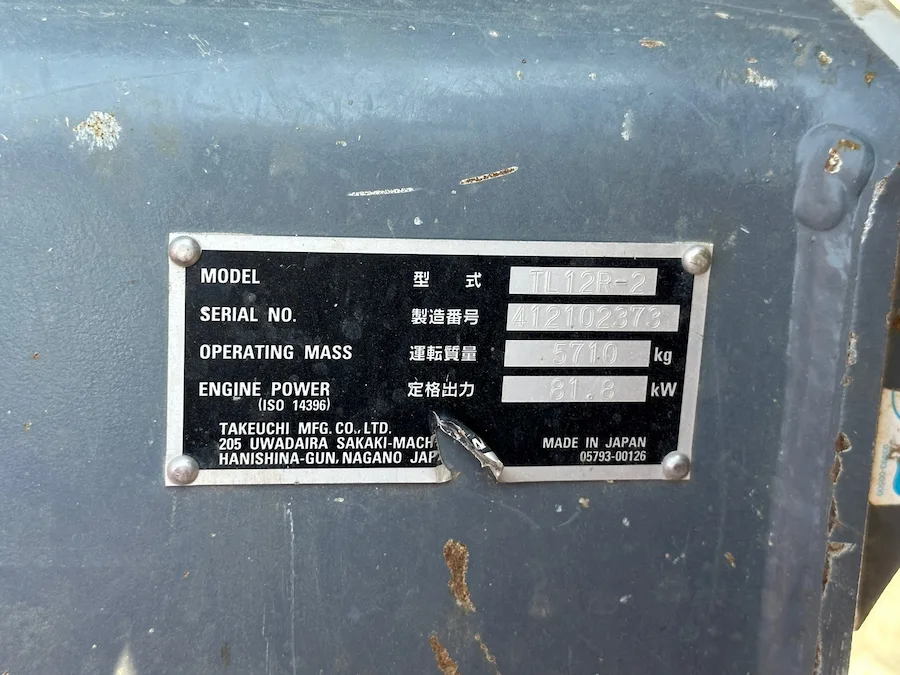 MODEL 型式 TL12R-2
SERIAL NO. 製造番号 412102373
OPERATING MASS 運転質量 5710 kg
ENGINE POWER 定格出力 81.8 kW
(ISO 14396)
TAKEUCHI MFG. CO., LTD.
205 UWADAIRA SAKAKI-MACH
HANISHINA-GUN, NAGANO JAP
MADE IN JAPAN
05793-00126